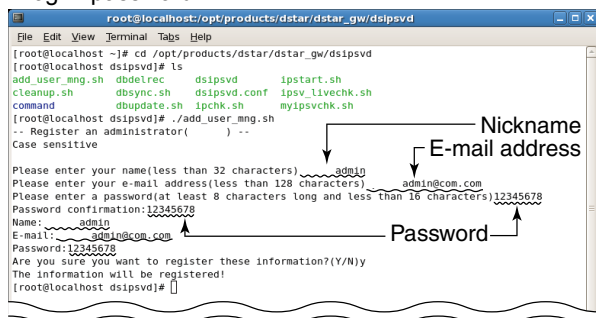 root@localhost:/opt/products/dstar/dstar_gw/dsipsvd
File Edit View Terminal Tabs Help
[root@localhost ~]# cd /opt/products/dstar/dstar_gw/dsipsvd
[root@localhost dsipsvd]# ls
add_user_mng.sh dbdelrec dsipsvd ipstart.sh
cleanup.sh dbsync.sh dsipsvd.conf ipsv_livechk.sh
command dbupdate.sh ipchk.sh myipsvchk.sh
[root@localhost dsipsvd]# ./add_user_mng.sh
-- Register an administrator( ) --
Case sensitive
Nickname
E-mail address
Please enter your name(less than 32 characters) admin
Please enter your e-mail address(less than 128 characters) admin@com.com
Please enter a password(at least 8 characters long and less than 16 characters)12345678
Password confirmation:12345678
Name: admin
E-mail: admin@com.com
Password
Password:12345678
Are you sure you want to register these information?(Y/N)y
The information will be registered!
[root@localhost dsipsvd]#